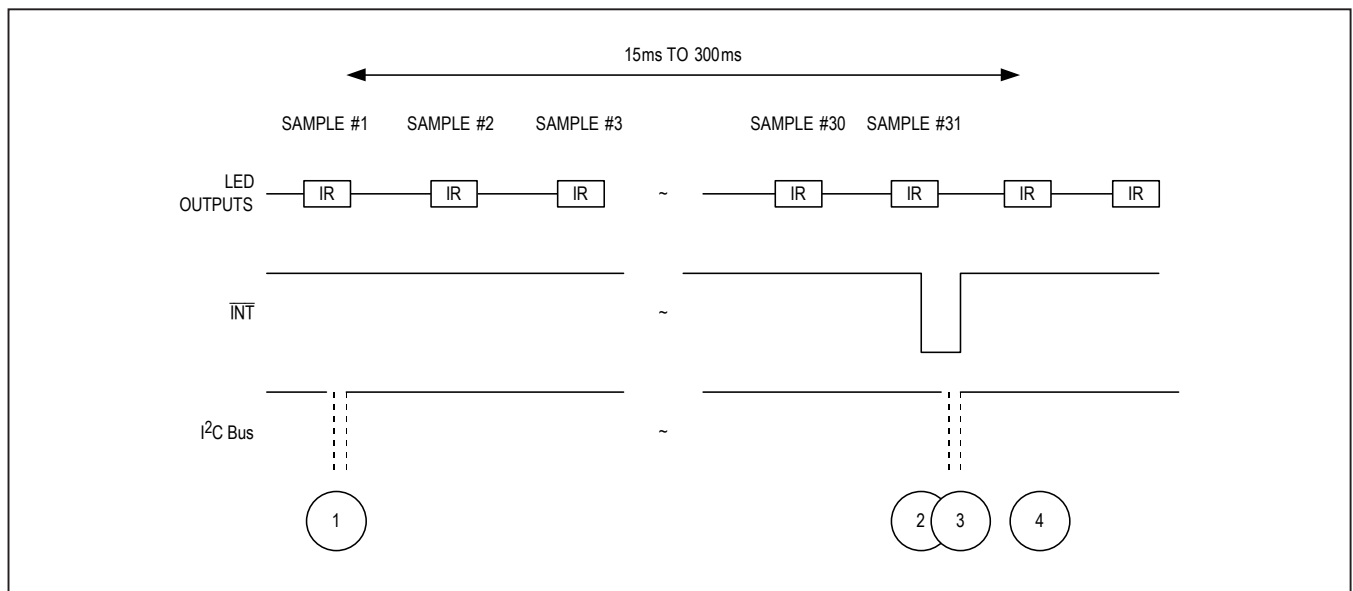 15ms TO 300ms
SAMPLE #1 SAMPLE #2 SAMPLE #3 SAMPLE #30 SAMPLE #31
LED
OUTPUTS
IR IR IR ~ IR IR IR IR
INT
~
I2C Bus
~
1 2 3 4